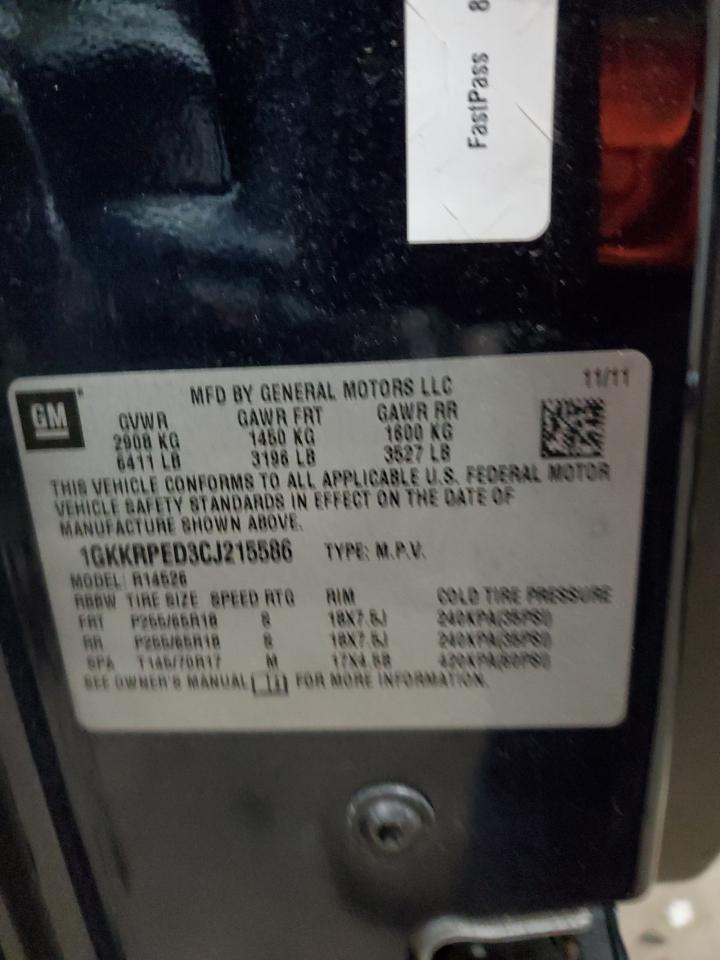 FastPass 8
11/11
GM MFD BY GENERAL MOTORS LLC
GVWR GAWR FRT GAWR RR
2908 KG 1450 KG 1600 KG
6411 LB 3196 LB 3527 LB
THIS VEHICLE CONFORMS TO ALL APPLICABLE U.S. FEDERAL MOTOR
VEHICLE SAFETY STANDARDS IN EFFECT ON THE DATE OF
MANUFACTURE SHOWN ABOVE.
1GKKRPED3CJ215586 TYPE: M.P.V.
MODEL: R14526
TIRE SIZE SPEED RTG RIM COLD TIRE PRESSURE
FRT P255/65R18 S 18X7.5J 240KPA(35PSI)
RR P255/65R18 S 18X7.5J 240KPA(35PSI)
SPA T145/70R17 M 17X4.5B 420KPA(60PSI)
SEE OWNER'S MANUAL FOR MORE INFORMATION.